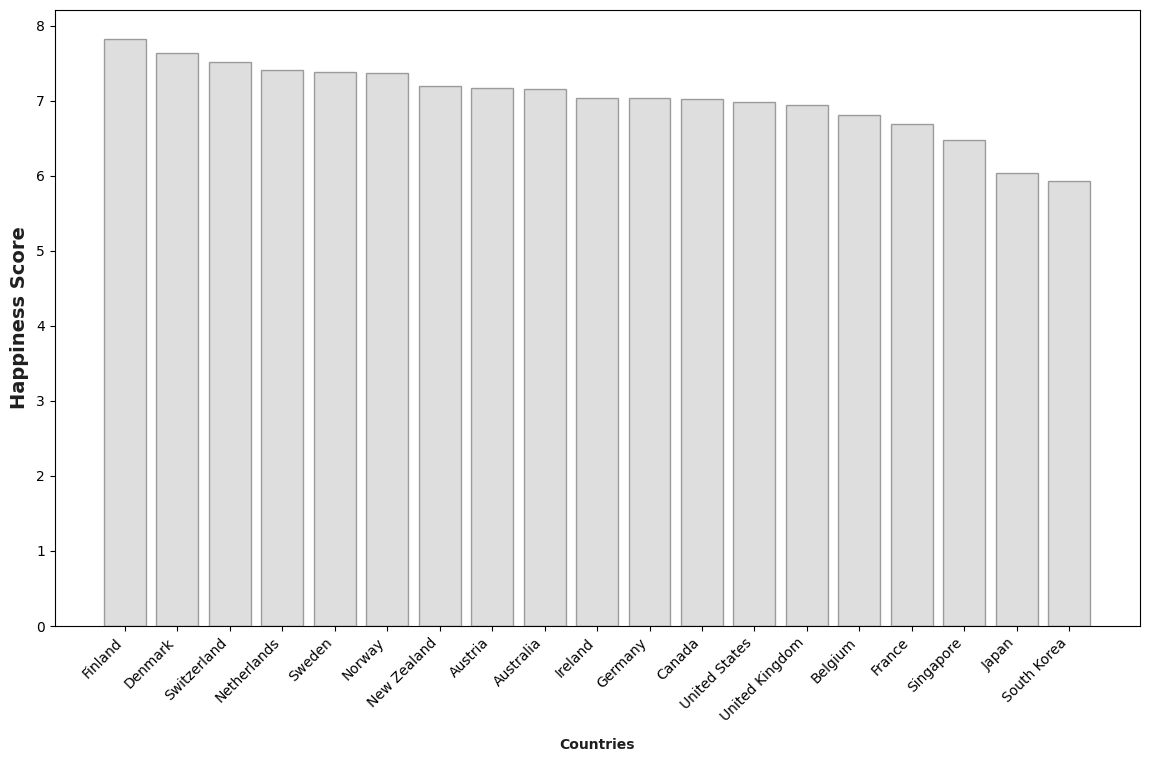 8
7
6
5
4
3
2
1
0
Happiness Score
Finland
Denmark
Switzerland
Netherlands
Sweden
Norway
New Zealand
Austria
Australia
Ireland
Germany
Canada
United States
United Kingdom
Belgium
France
Singapore
Japan
South Korea
Countries